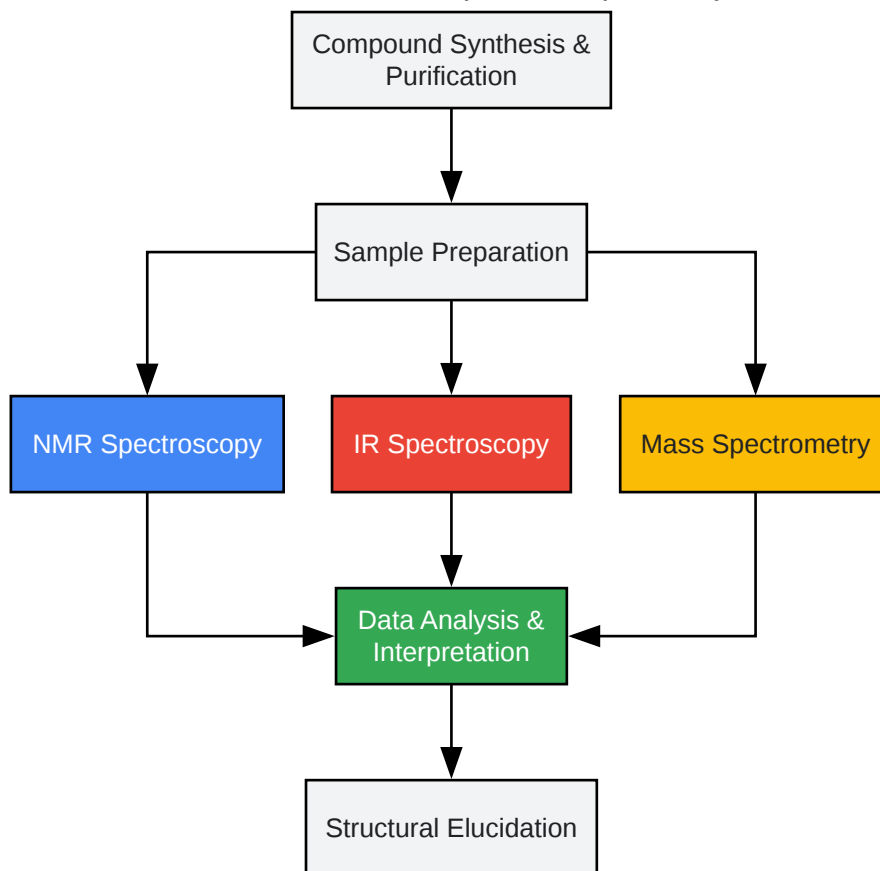 Compound Synthesis &
Purification
Sample Preparation
NMR Spectroscopy
IR Spectroscopy
Mass Spectrometry
Data Analysis &
Interpretation
Structural Elucidation